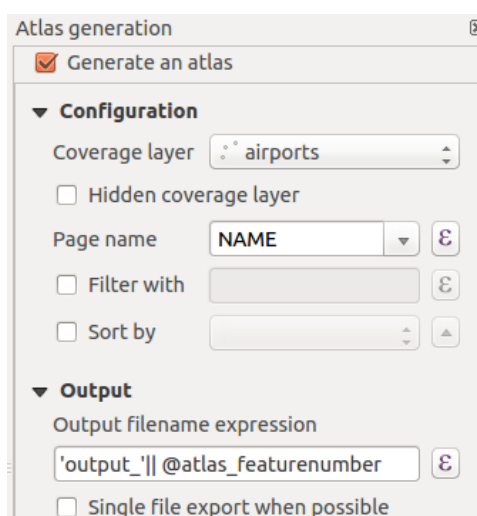 Atlas generation
Generate an atlas
Configuration
Coverage layer airports
Hidden coverage layer
Page name NAME ε
Filter with ε
Sort by
Output
Output filename expression
'output_'|| @atlas_featurenumber ε
Single file export when possible